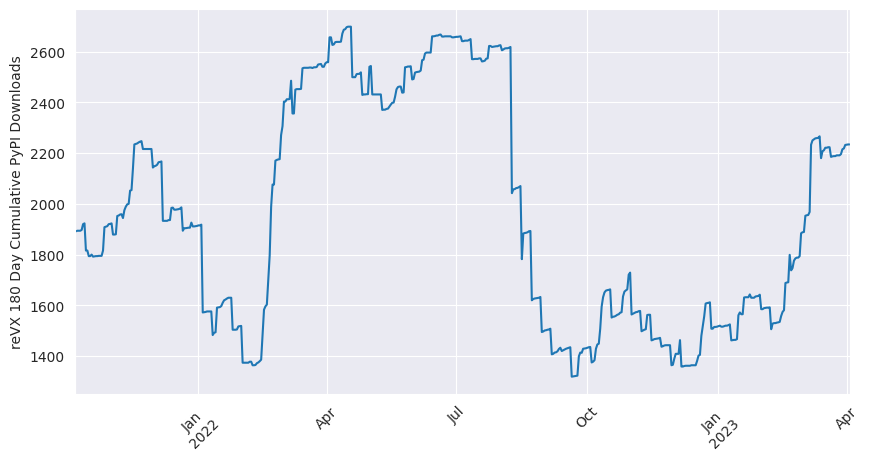 reVX 180 Day Cumulative PyPI Downloads
2600
2400
2200
2000
1800
1600
1400
Jan
2022
Apr
Jul
Oct
Jan
2023
Apr